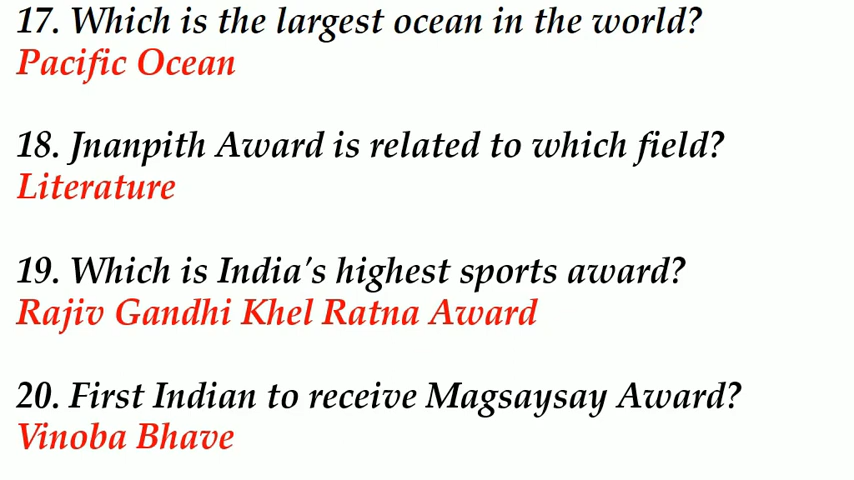 17. Which is the largest ocean in the world?
Pacific Ocean
18. Jnanpith Award is related to which field?
Literature
19. Which is India's highest sports award?
Rajiv Gandhi Khel Ratna Award
20. First Indian to receive Magsaysay Award?
Vinoba Bhave